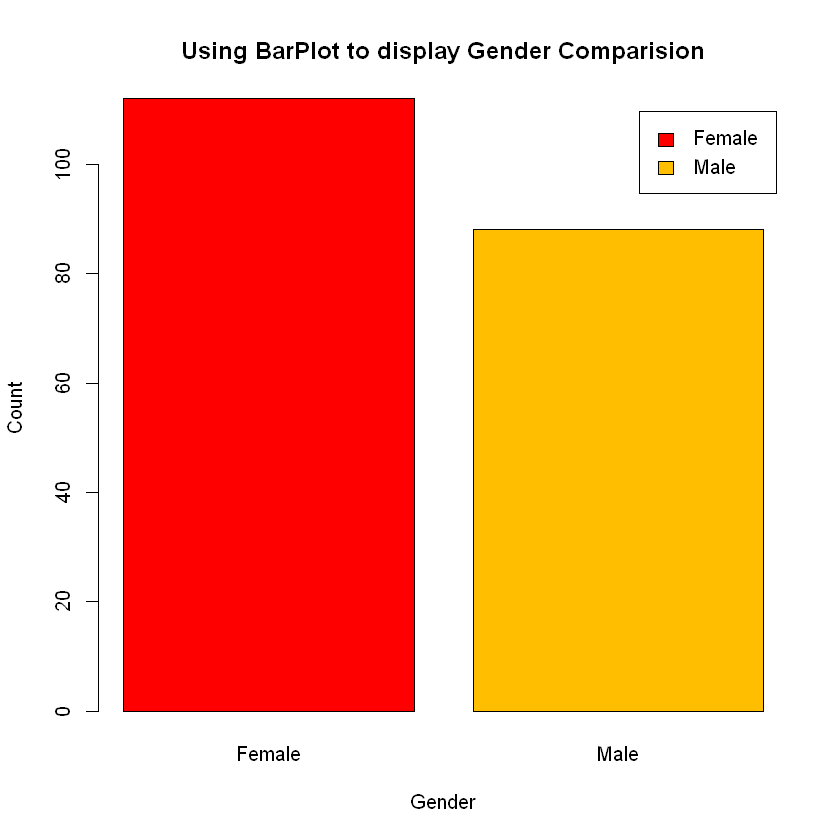 Using BarPlot to display Gender Comparision
Female
Male
100
80
60
40
20
0
Count
Female
Male
Gender